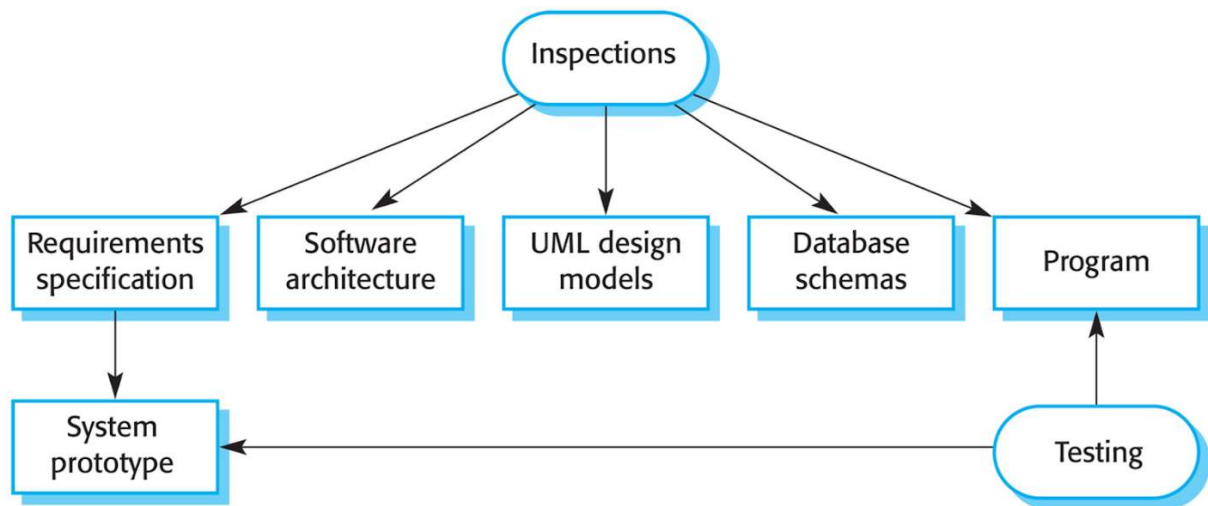 Inspections
Requirements
specification
Software
architecture
UML design
models
Database
schemas
Program
System
prototype
Testing